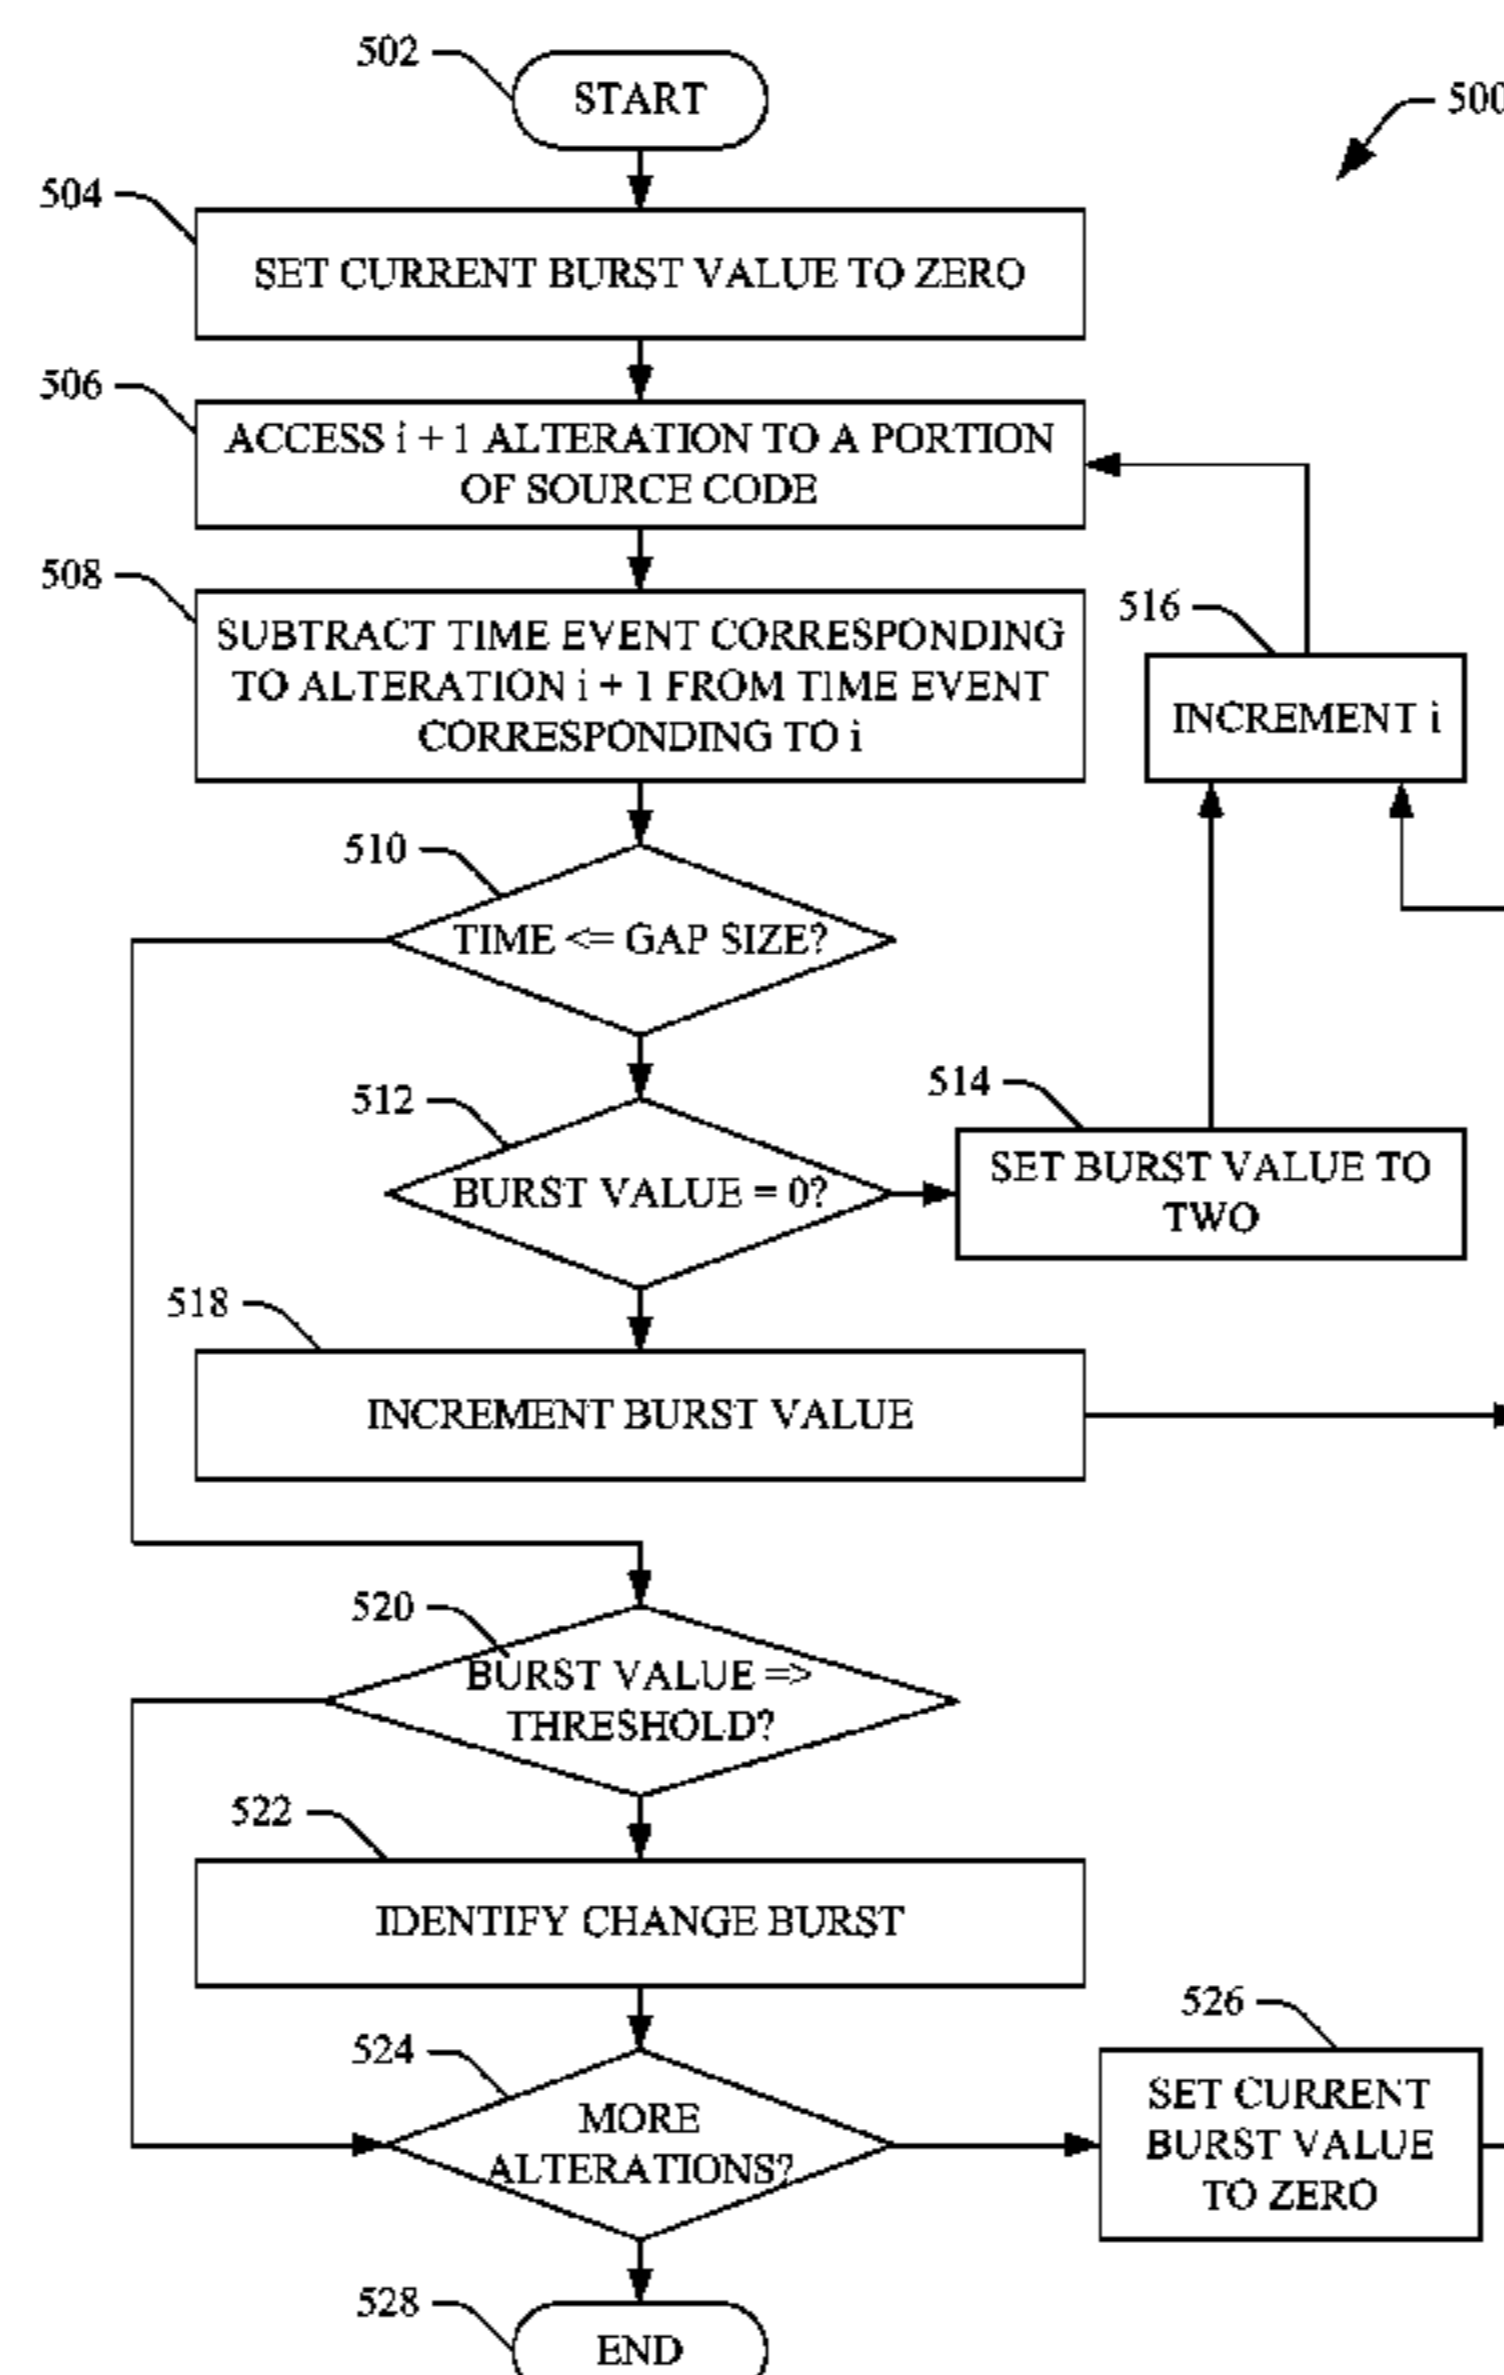 502
START
500
504
SET CURRENT BURST VALUE TO ZERO
506
ACCESS i + 1 ALTERATION TO A PORTION
OF SOURCE CODE
508
SUBTRACT TIME EVENT CORRESPONDING
TO ALTERATION i + 1 FROM TIME EVENT
CORRESPONDING TO i
516
INCREMENT i
510
TIME <= GAP SIZE?
512
BURST VALUE = 0?
514
SET BURST VALUE TO
TWO
518
INCREMENT BURST VALUE
520
BURST VALUE =>
THRESHOLD?
522
IDENTIFY CHANGE BURST
524
MORE
ALTERATIONS?
526
SET CURRENT
BURST VALUE
TO ZERO
528
END